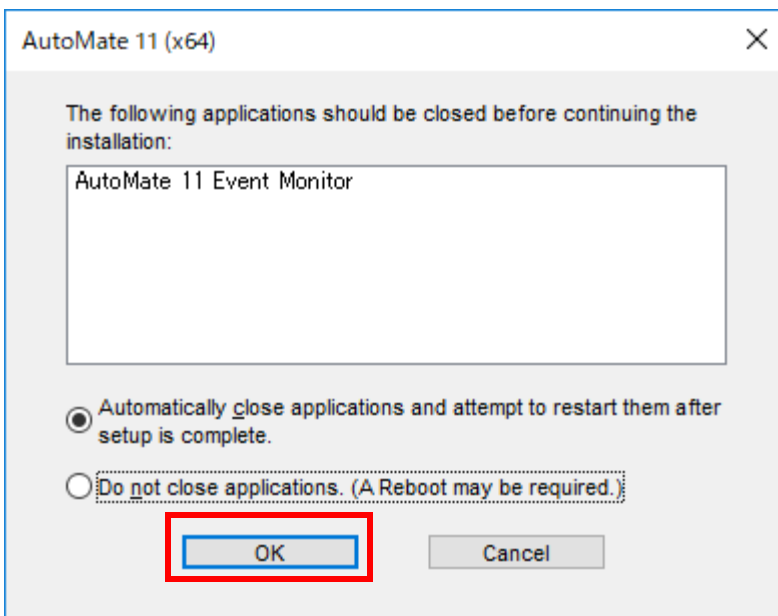 AutoMate 11 (x64)
The following applications should be closed before continuing the
installation:
AutoMate 11 Event Monitor
Automatically close applications and attempt to restart them after
setup is complete.
Do not close applications. (A Reboot may be required.)
OK
Cancel